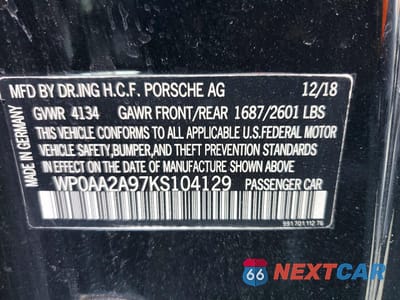 MFD BY DR.ING H.C.F. PORSCHE AG 12/18
GVWR 4134 GAWR FRONT/REAR 1687/2601 LBS
THIS VEHICLE CONFORMS TO ALL APPLICABLE U.S.FEDERAL MOTOR
VEHICLE SAFETY,BUMPER,AND THEFT PREVENTION STANDARDS
IN EFFECT ON THE DATE OF MANUFACTURE SHOWN ABOVE.
WP0AA2A97KS104129 PASSENGER CAR
MADE IN GERMANY
66 NEXTCAR